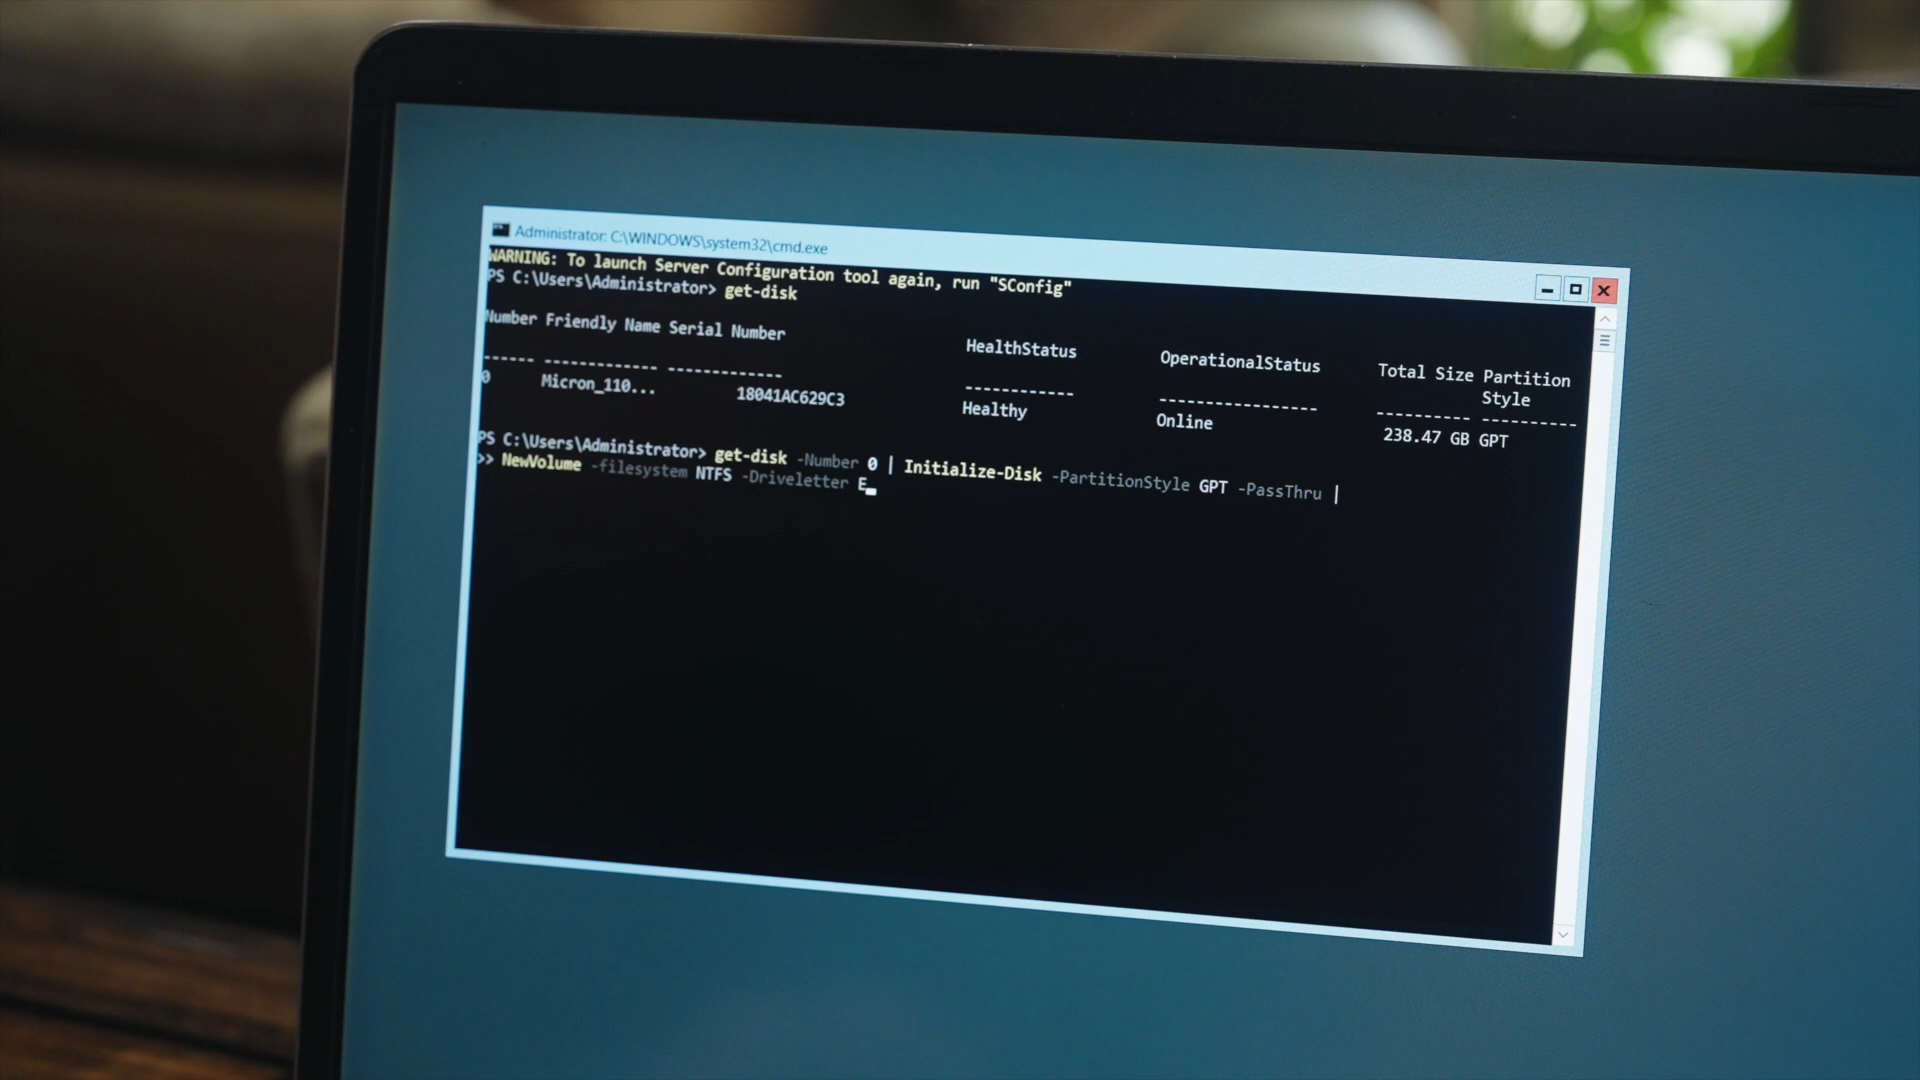 Administrator: C:\WINDOWS\system32\cmd.exe
WARNING: To launch Server Configuration tool again, run "SConfig"
PS C:\Users\Administrator> get-disk
Number Friendly Name Serial Number HealthStatus OperationalStatus Total Size Partition
Style
------ ------------- ------------- ------------ ----------------- ---------- ----------
0 Micron_110... 18041AC629C3 Healthy Online 238.47 GB GPT
PS C:\Users\Administrator> get-disk -Number 0 | Initialize-Disk -PartitionStyle GPT -PassThru |
>> NewVolume -filesystem NTFS -Driveletter E